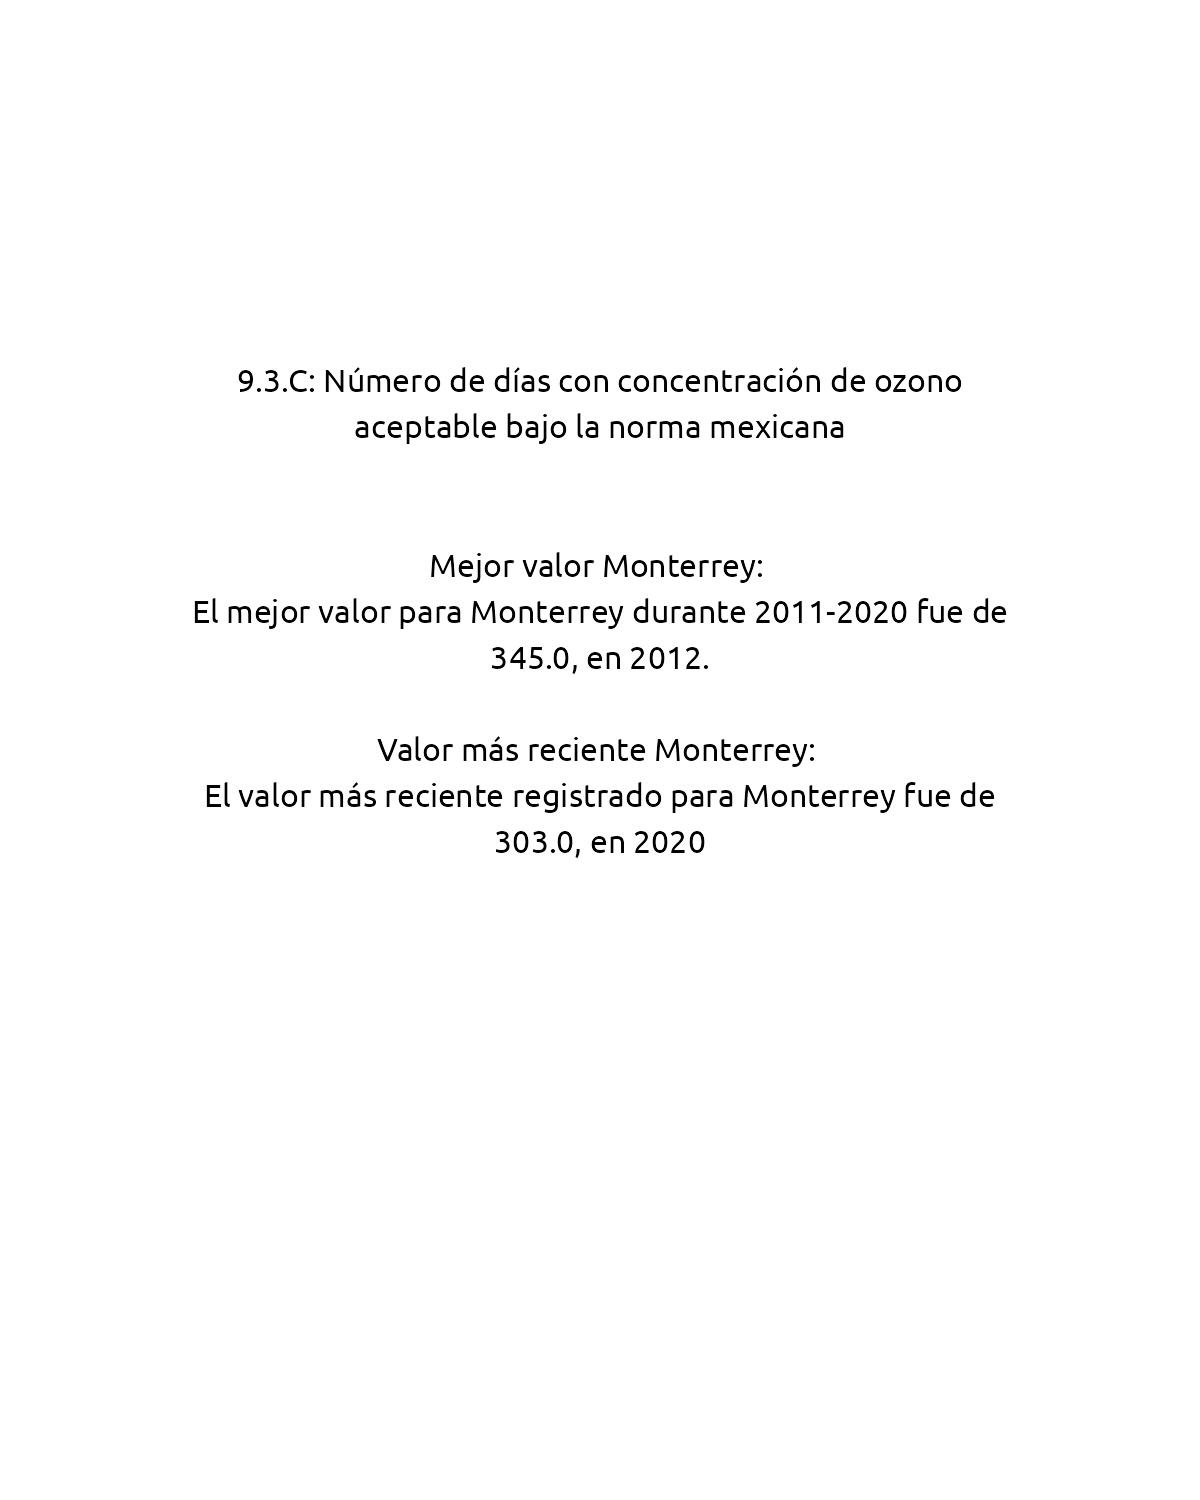 9.3.C: Número de días con concentración de ozono
aceptable bajo la norma mexicana
Mejor valor Monterrey:
El mejor valor para Monterrey durante 2011-2020 fue de
345.0, en 2012.
Valor más reciente Monterrey:
El valor más reciente registrado para Monterrey fue de
303.0, en 2020